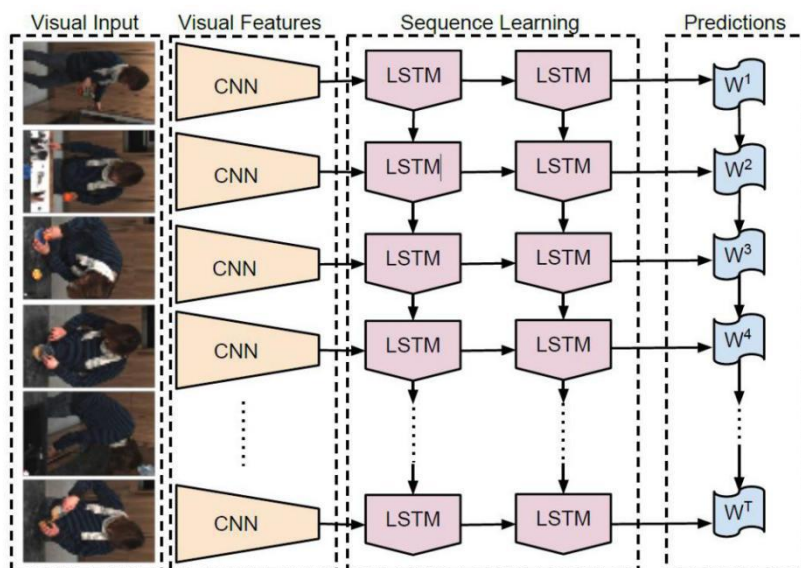 Visual Input Visual Features Sequence Learning Predictions
CNN LSTM LSTM W¹
CNN LSTM LSTM W²
CNN LSTM LSTM W³
CNN LSTM LSTM W⁴
CNN LSTM LSTM Wᵀ